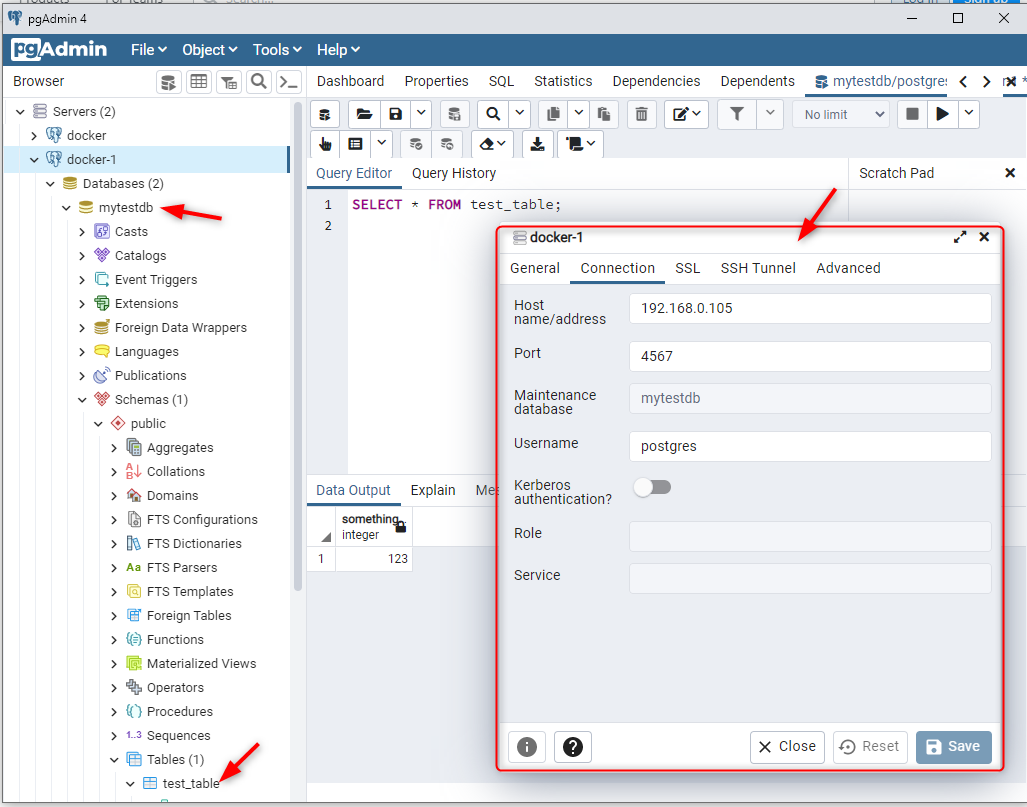 pgAdmin 4
pgAdmin File Object Tools Help
Browser
Dashboard Properties SQL Statistics Dependencies Dependents mytestdb/postgres
No limit
Servers (2)
docker
docker-1
Databases (2)
mytestdb
Casts
Catalogs
Event Triggers
Extensions
Foreign Data Wrappers
Languages
Publications
Schemas (1)
public
Aggregates
Collations
Domains
FTS Configurations
FTS Dictionaries
Aa FTS Parsers
FTS Templates
Foreign Tables
Functions
Materialized Views
Operators
Procedures
1..3 Sequences
Tables (1)
test_table
Query Editor Query History
Scratch Pad
1 SELECT * FROM test_table;
2
Data Output Explain Mes
something
integer
1 123
docker-1
General Connection SSL SSH Tunnel Advanced
Host
name/address
192.168.0.105
Port 4567
Maintenance
database
mytestdb
Username postgres
Kerberos
authentication?
Role
Service
Close Reset Save